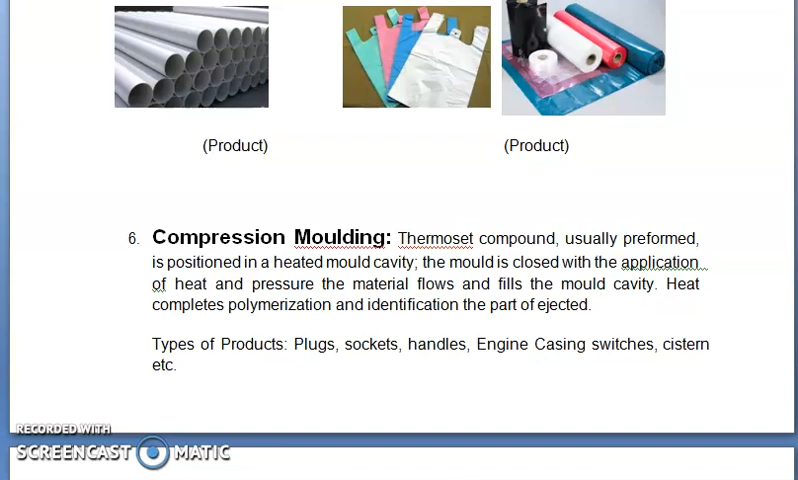 (Product) (Product)
6. Compression Moulding: Thermoset compound, usually preformed,
is positioned in a heated mould cavity; the mould is closed with the application
of heat and pressure the material flows and fills the mould cavity. Heat
completes polymerization and identification the part of ejected.
Types of Products: Plugs, sockets, handles, Engine Casing switches, cistern
etc.
RECORDED WITH
SCREENCAST MATIC